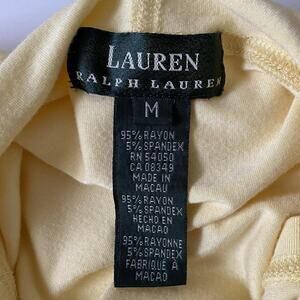 LAUREN
RALPH LAUREN
M
95% RAYON
5% SPANDEX
RN 54050
CA 08349
MADE IN
MACAU
95% RAYON
5% SPANDEX
HECHO EN
MACAO
95% RAYONNE
5% SPANDEX
FABRIQUÉ À
MACAO